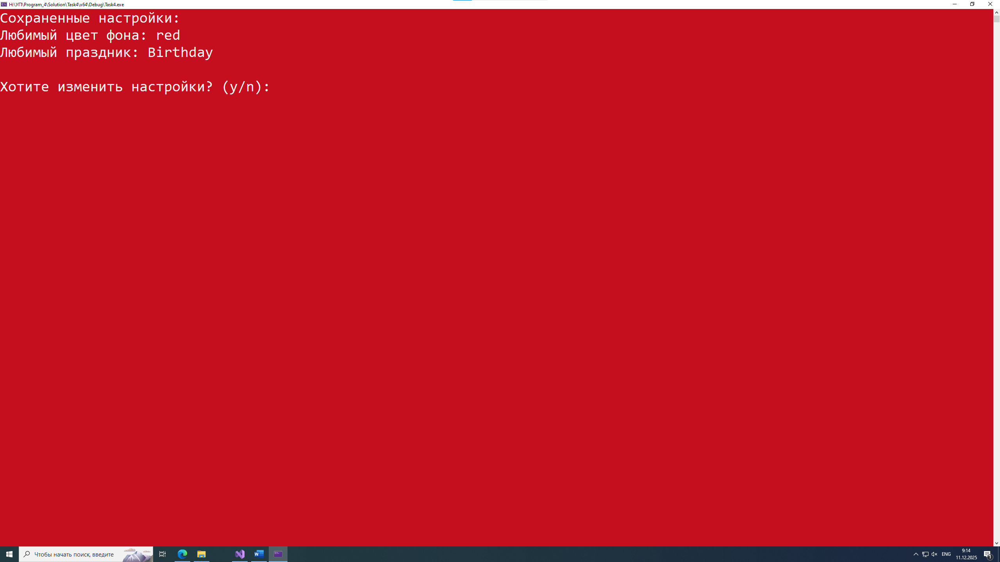 H:\УП\Program_4\Solution\Task4\x64\Debug\Task4.exe
Сохраненные настройки:
Любимый цвет фона: red
Любимый праздник: Birthday
Хотите изменить настройки? (y/n):
Чтобы начать поиск, введите
ENG
9:14
11.12.2025
1